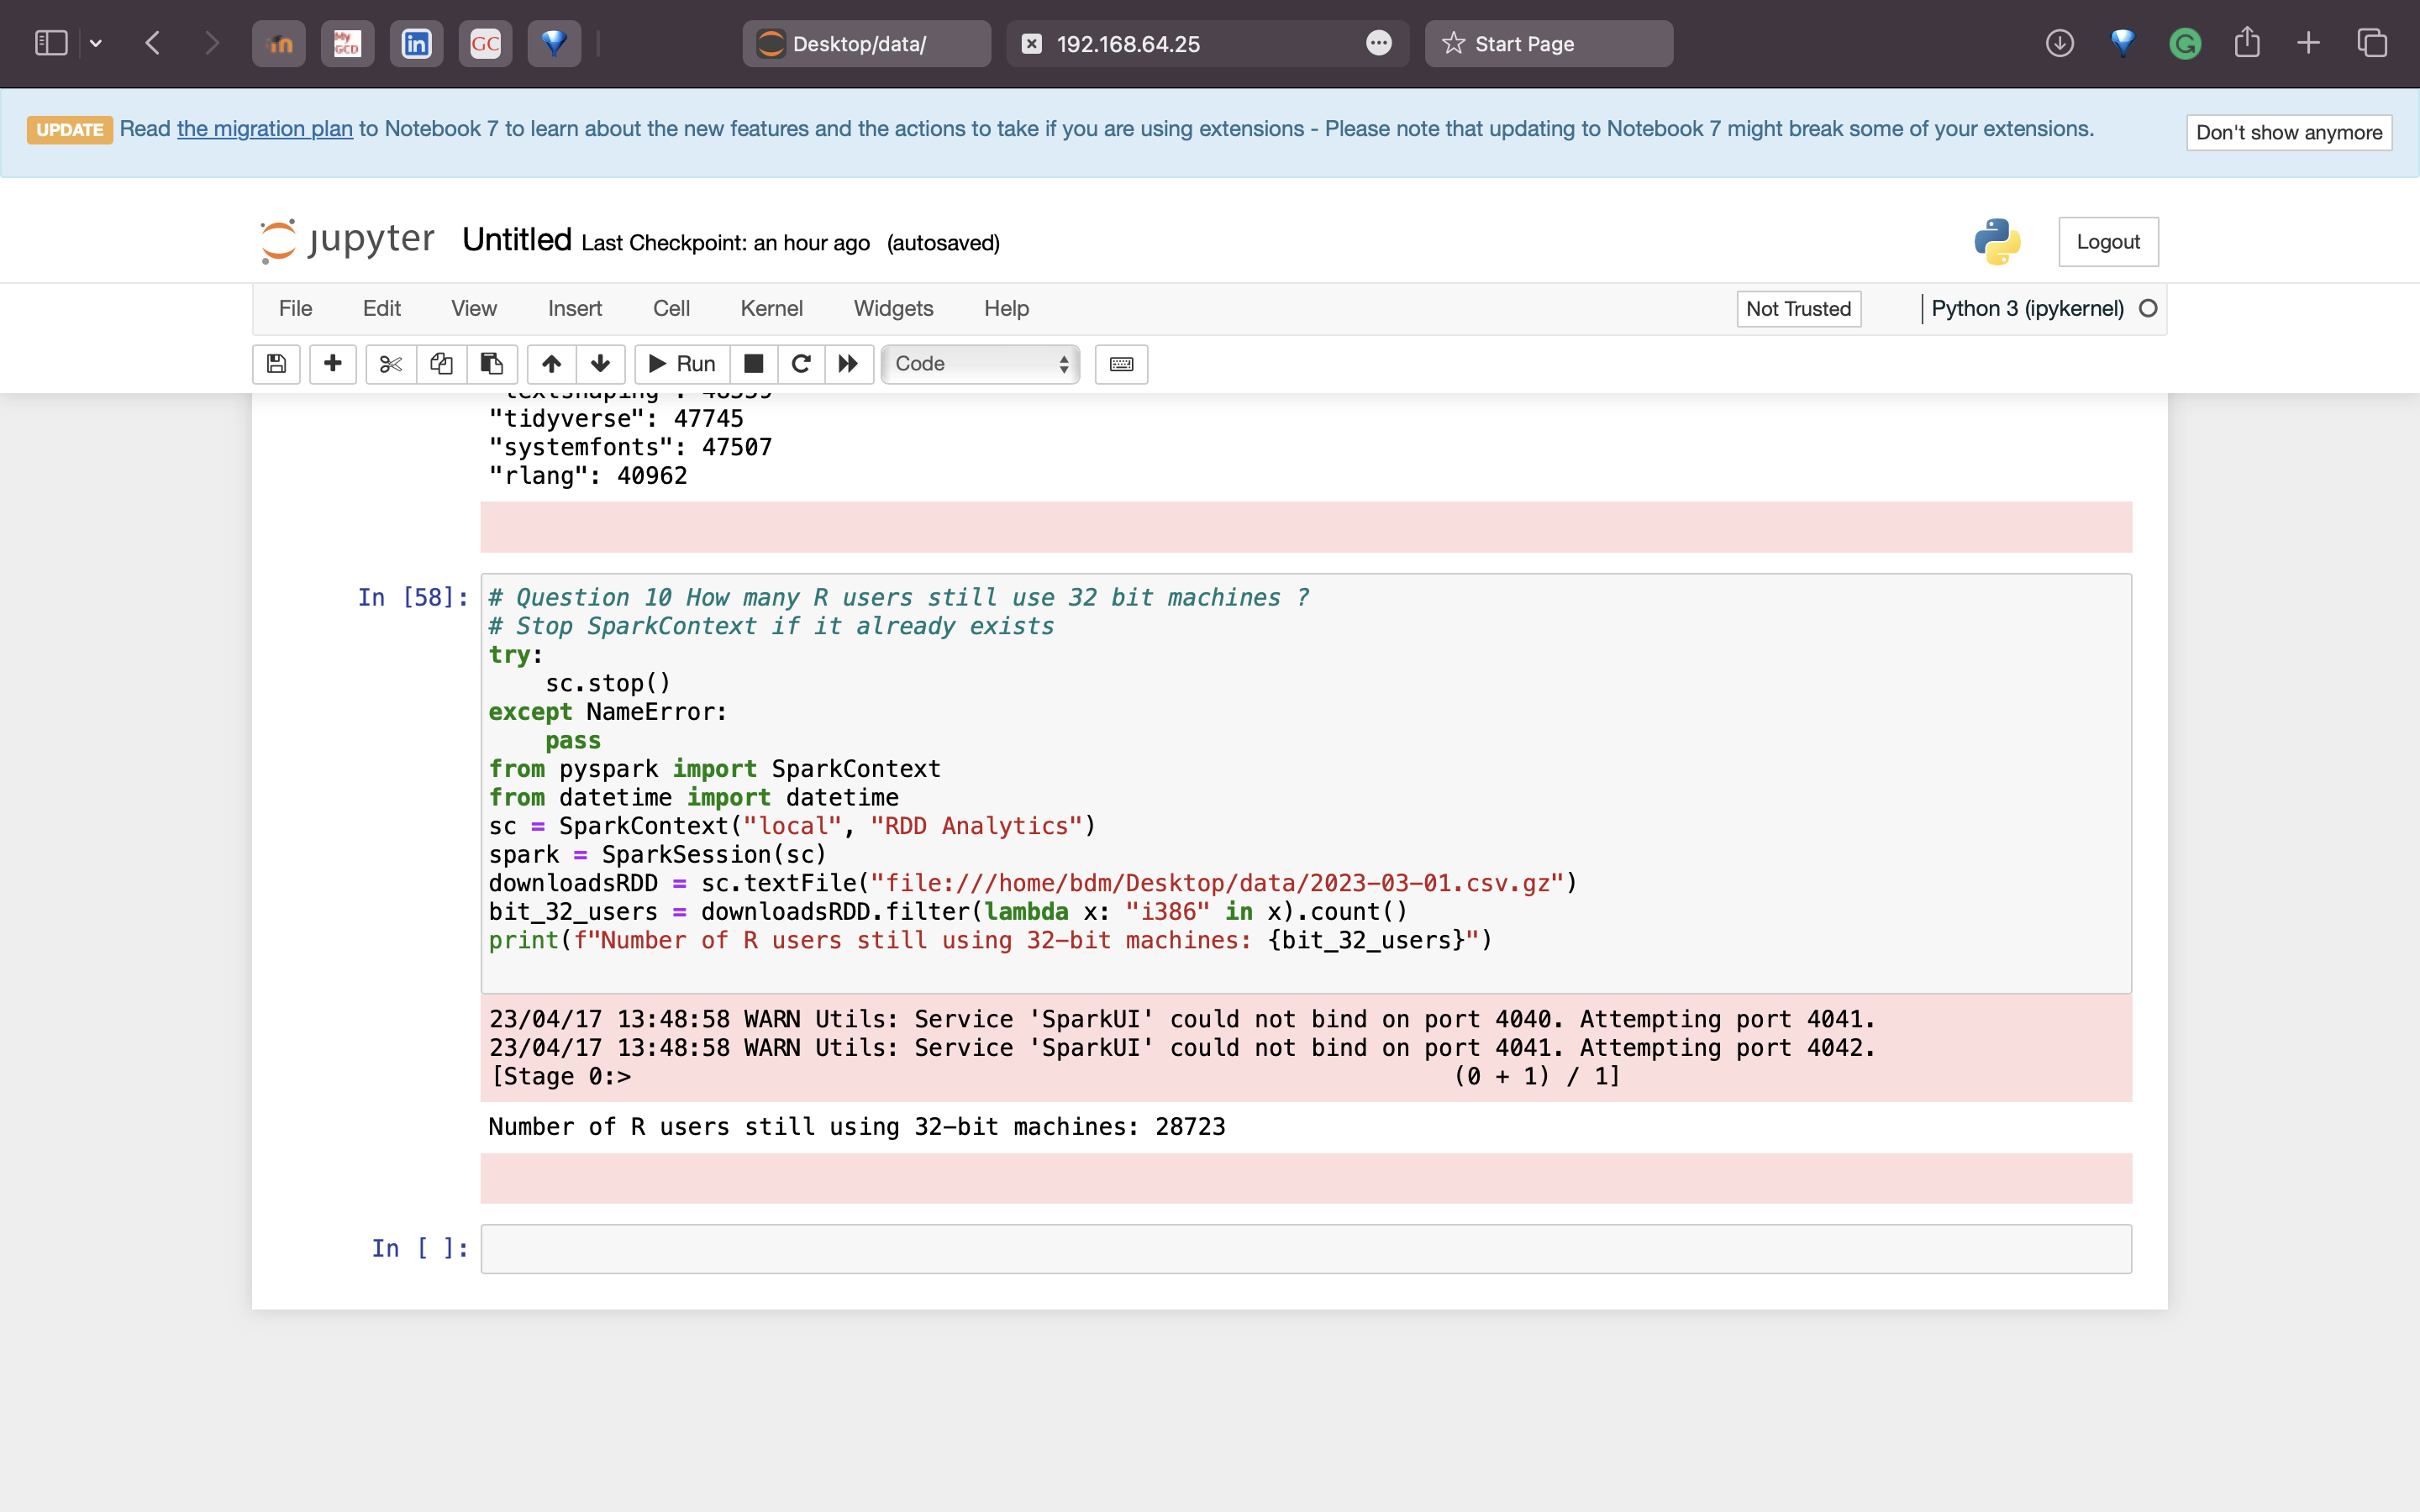 My
GCD
in
GC
Desktop/data/
192.168.64.25
Start Page
UPDATE Read the migration plan to Notebook 7 to learn about the new features and the actions to take if you are using extensions - Please note that updating to Notebook 7 might break some of your extensions.
Don't show anymore
jupyter Untitled Last Checkpoint: an hour ago (autosaved)
Logout
File Edit View Insert Cell Kernel Widgets Help
Not Trusted
Python 3 (ipykernel)
Run
Code
"tidyverse": 47745
"systemfonts": 47507
"rlang": 40962
In [58]:
# Question 10 How many R users still use 32 bit machines ?
# Stop SparkContext if it already exists
try:
    sc.stop()
except NameError:
    pass
from pyspark import SparkContext
from datetime import datetime
sc = SparkContext("local", "RDD Analytics")
spark = SparkSession(sc)
downloadsRDD = sc.textFile("file:///home/bdm/Desktop/data/2023-03-01.csv.gz")
bit_32_users = downloadsRDD.filter(lambda x: "i386" in x).count()
print(f"Number of R users still using 32-bit machines: {bit_32_users}")
23/04/17 13:48:58 WARN Utils: Service 'SparkUI' could not bind on port 4040. Attempting port 4041.
23/04/17 13:48:58 WARN Utils: Service 'SparkUI' could not bind on port 4041. Attempting port 4042.
[Stage 0:> (0 + 1) / 1]
Number of R users still using 32-bit machines: 28723
In [ ]: